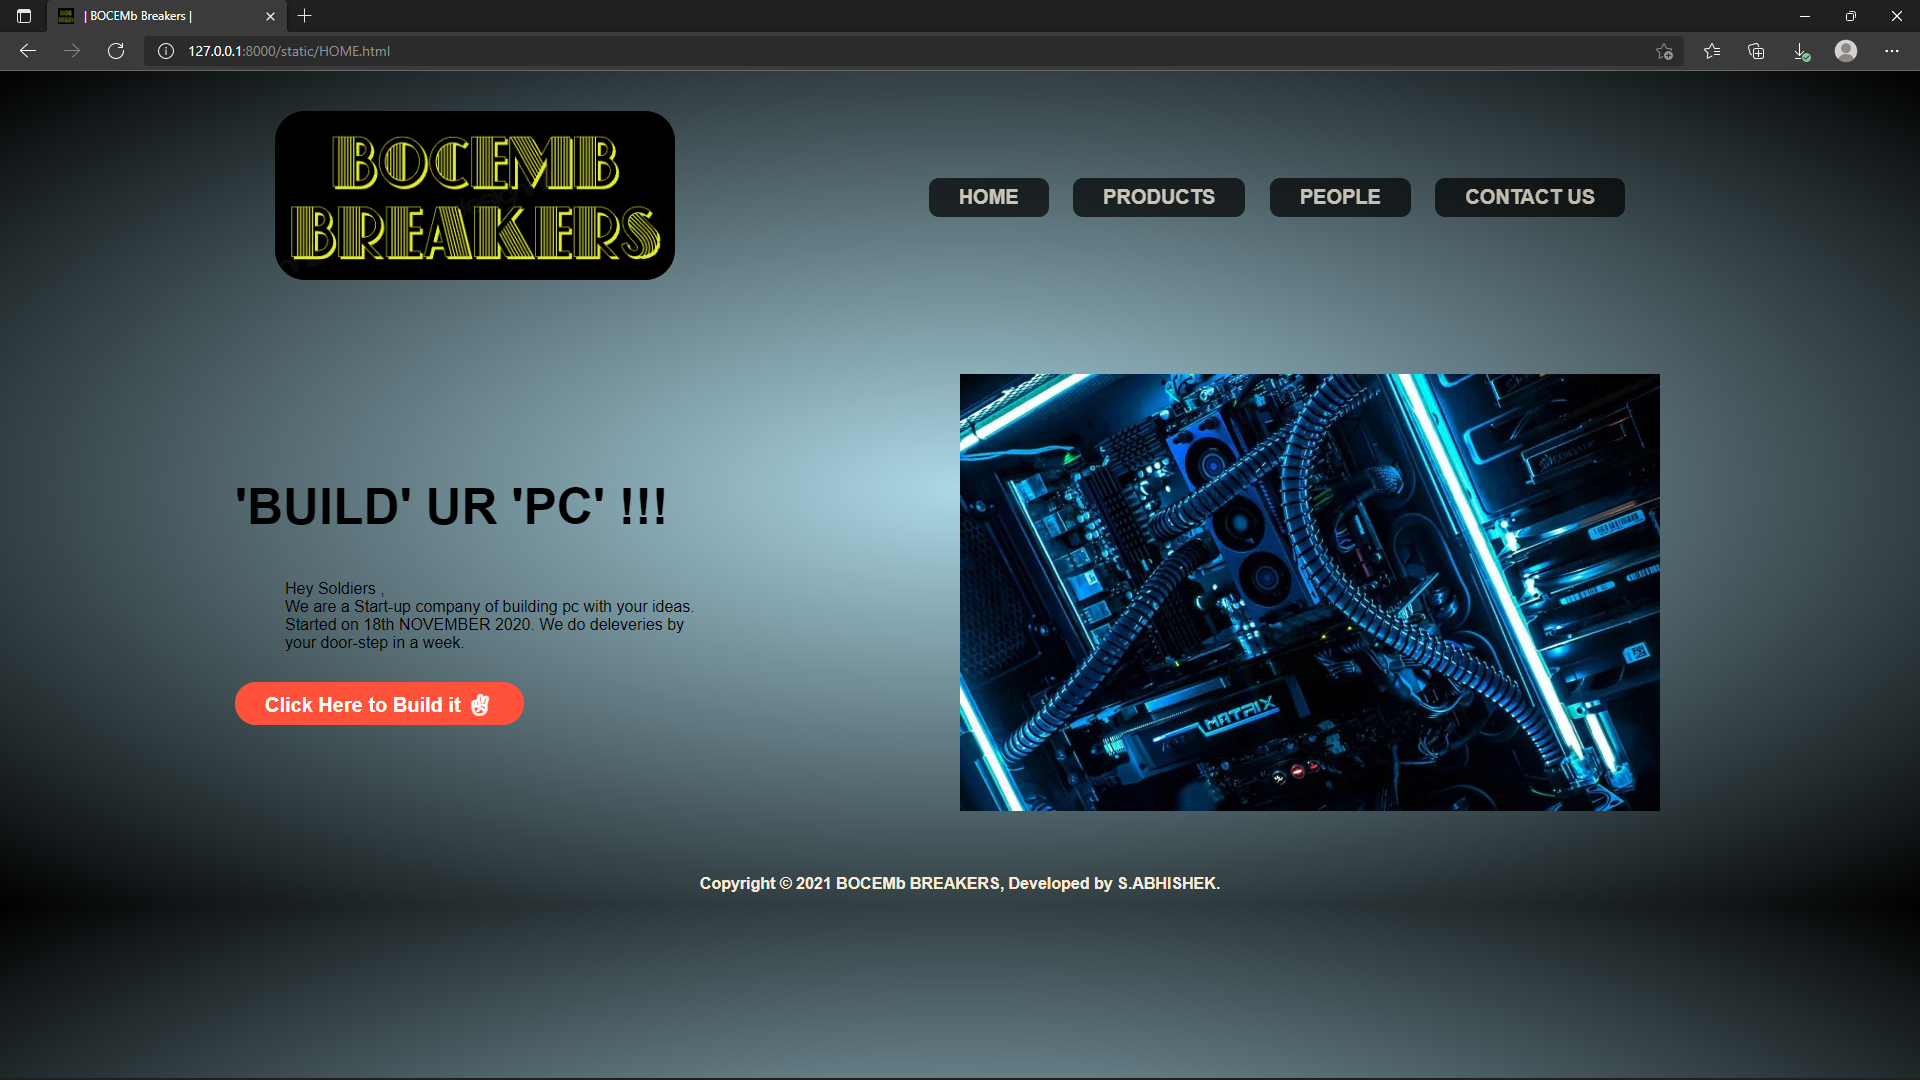 | BOCEMb Breakers |
127.0.0.1:8000/static/HOME.html
BOCEMB
BREAKERS
HOME
PRODUCTS
PEOPLE
CONTACT US
'BUILD' UR 'PC' !!!
Hey Soldiers ,
We are a Start-up company of building pc with your ideas.
Started on 18th NOVEMBER 2020. We do deleveries by
your door-step in a week.
Click Here to Build it ✌
MATRIX
Copyright © 2021 BOCEMb BREAKERS, Developed by S.ABHISHEK.